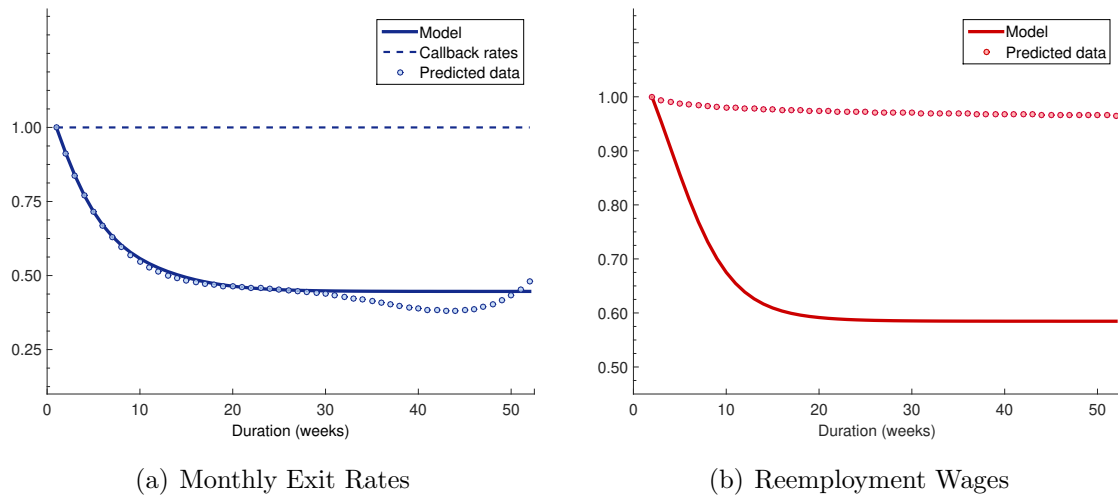 Model
Callback rates
Predicted data
1.00
0.75
0.50
0.25
0
10
20
30
40
50
Duration (weeks)
(a) Monthly Exit Rates
Model
Predicted data
1.00
0.90
0.80
0.70
0.60
0.50
0
10
20
30
40
50
Duration (weeks)
(b) Reemployment Wages